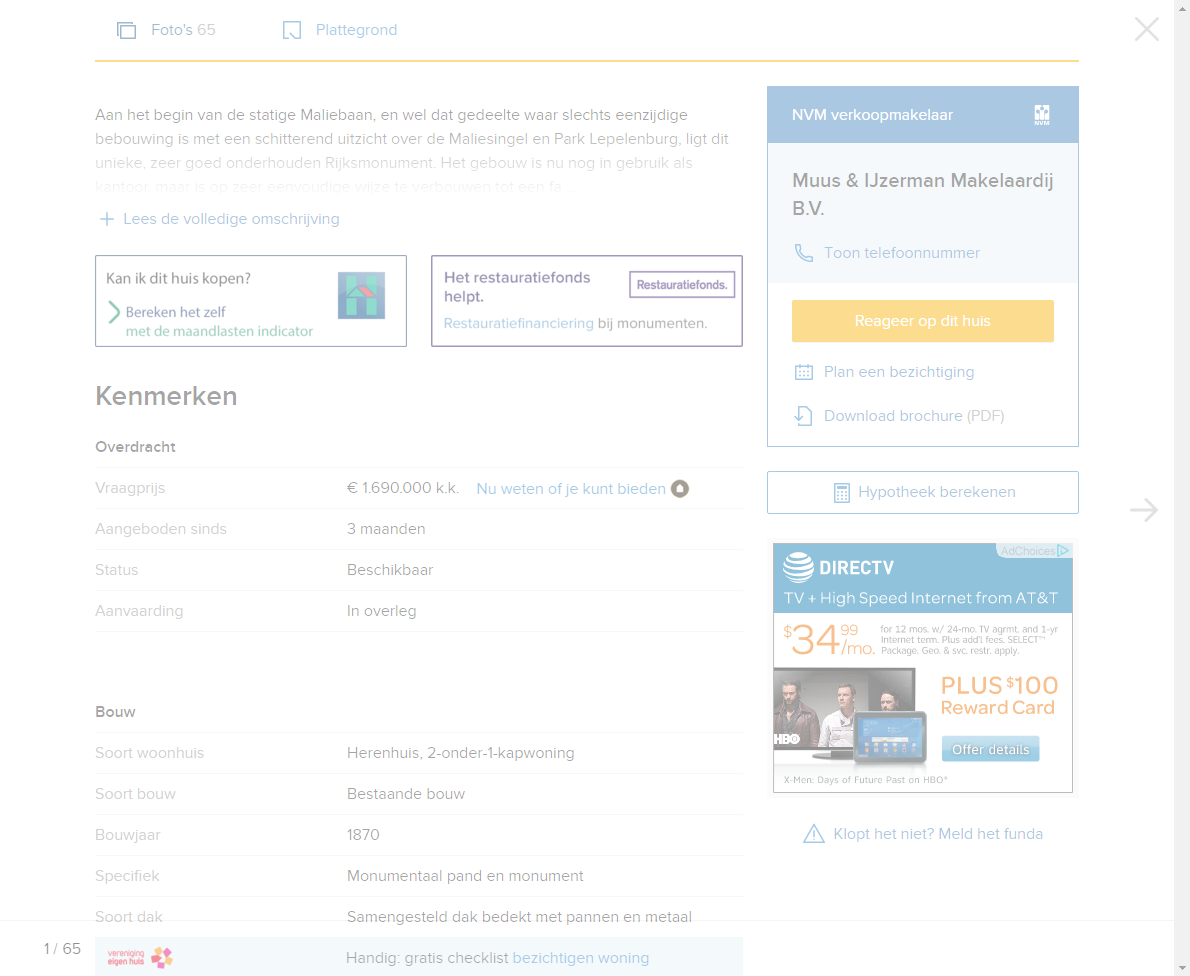 Foto's 65
Plattegrond
Aan het begin van de statige Maliebaan, en wel dat gedeelte waar slechts eenzijdige
bebouwing is met een schitterend uitzicht over de Maliesingel en Park Lepelenburg, ligt dit
unieke, zeer goed onderhouden Rijksmonument. Het gebouw is nu nog in gebruik als
kantoor, maar is op zeer eenvoudige wijze te verbouwen tot een fa ...
Lees de volledige omschrijving
Kan ik dit huis kopen?
Bereken het zelf
met de maandlasten indicator
Het restauratiefonds
helpt.
Restauratiefonds.
Restauratiefinanciering bij monumenten.
Kenmerken
Overdracht
Vraagprijs € 1.690.000 k.k. Nu weten of je kunt bieden
Aangeboden sinds 3 maanden
Status Beschikbaar
Aanvaarding In overleg
Bouw
Soort woonhuis Herenhuis, 2-onder-1-kapwoning
Soort bouw Bestaande bouw
Bouwjaar 1870
Specifiek Monumentaal pand en monument
Soort dak Samengesteld dak bedekt met pannen en metaal
1 / 65
vereniging
eigen huis
Handig: gratis checklist bezichtigen woning
NVM verkoopmakelaar
NVM
Muus & IJzerman Makelaardij
B.V.
Toon telefoonnummer
Reageer op dit huis
Plan een bezichtiging
Download brochure (PDF)
Hypotheek berekenen
AdChoices
DIRECTV
TV + High Speed Internet from AT&T
$34.99/mo.
for 12 mos. w/ 24-mo. TV agrmt. and 1-yr
Internet term. Plus add'l fees. SELECT™
Package. Geo. & svc. restr. apply.
PLUS $100
Reward Card
HBO
Offer details
X-Men: Days of Future Past on HBO®
Klopt het niet? Meld het funda